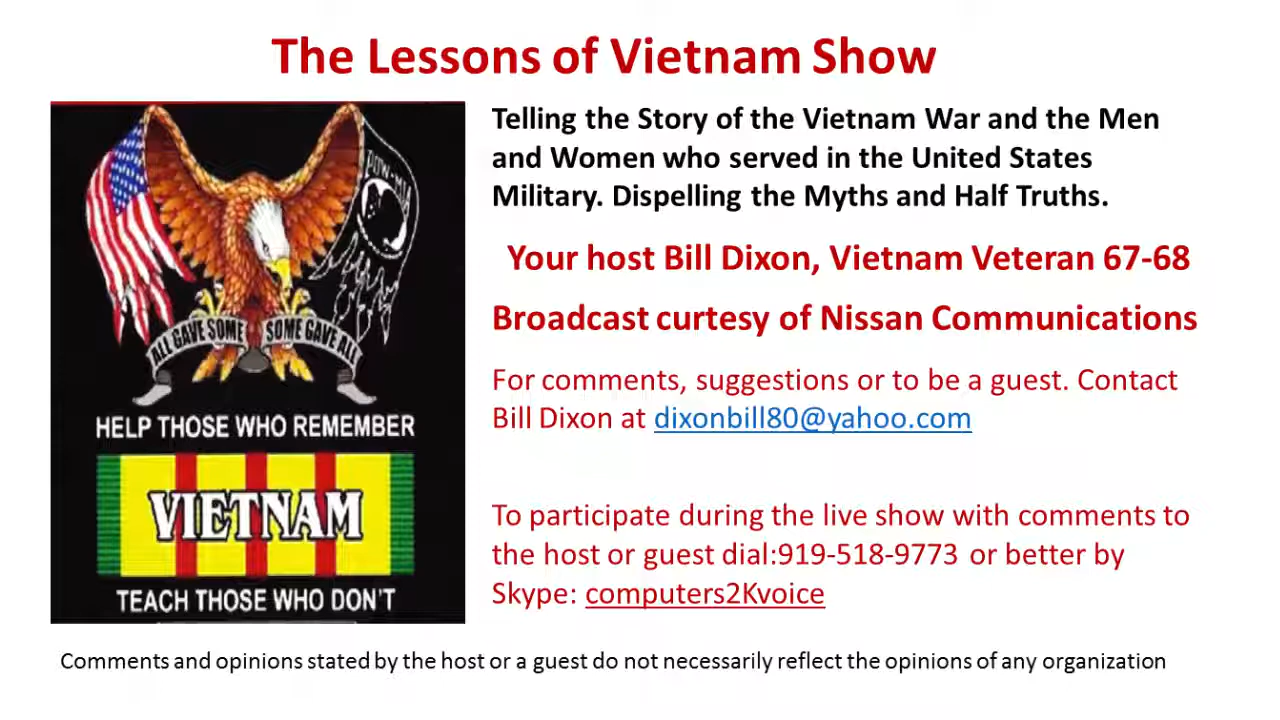 The Lessons of Vietnam Show
POW-MIA
ALL GAVE SOME SOME GAVE ALL
HELP THOSE WHO REMEMBER
VIETNAM
TEACH THOSE WHO DON'T
Telling the Story of the Vietnam War and the Men
and Women who served in the United States
Military. Dispelling the Myths and Half Truths.
Your host Bill Dixon, Vietnam Veteran 67-68
Broadcast curtesy of Nissan Communications
For comments, suggestions or to be a guest. Contact
Bill Dixon at dixonbill80@yahoo.com
To participate during the live show with comments to
the host or guest dial:919-518-9773 or better by
Skype: computers2Kvoice
Comments and opinions stated by the host or a guest do not necessarily reflect the opinions of any organization